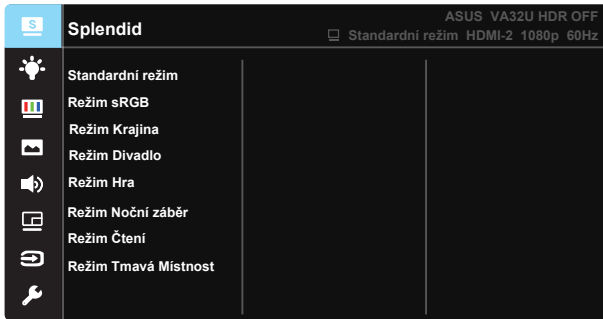 S
Splendid
ASUS VA32U HDR OFF
Standardní režim HDMI-2 1080p 60Hz
Standardní režim
Režim sRGB
Režim Krajina
Režim Divadlo
Režim Hra
Režim Noční záběr
Režim Čtení
Režim Tmavá Místnost